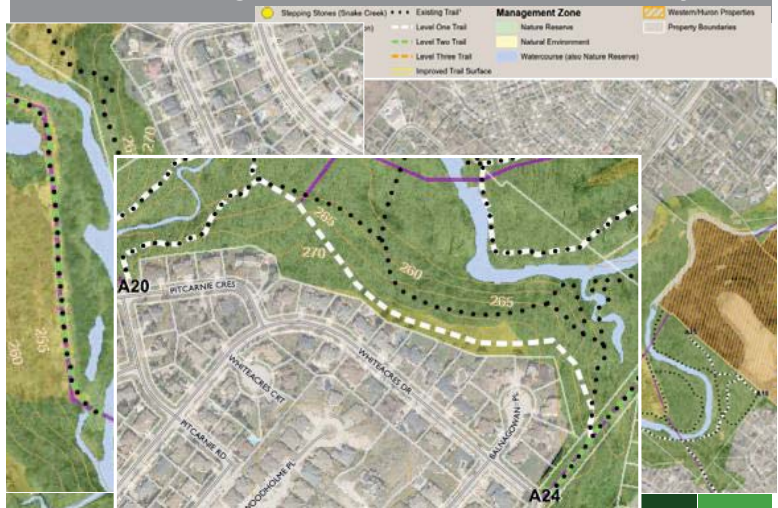 Stepping Stones (Snake Creek)
Existing Trail*
Level One Trail
Level Two Trail
Level Three Trail
Improved Trail Surface
Management Zone
Nature Reserve
Natural Environment
Watercourse (also Nature Reserve)
Western/Huron Properties
Property Boundaries
270
265
270
260
265
A20
PITCARNIE CRES
WHITEACRES DR
WHITEACRES CRT
PITCARNIE RD
WOODHOLME PL
BALNAGOWAN PL
A24
255
260